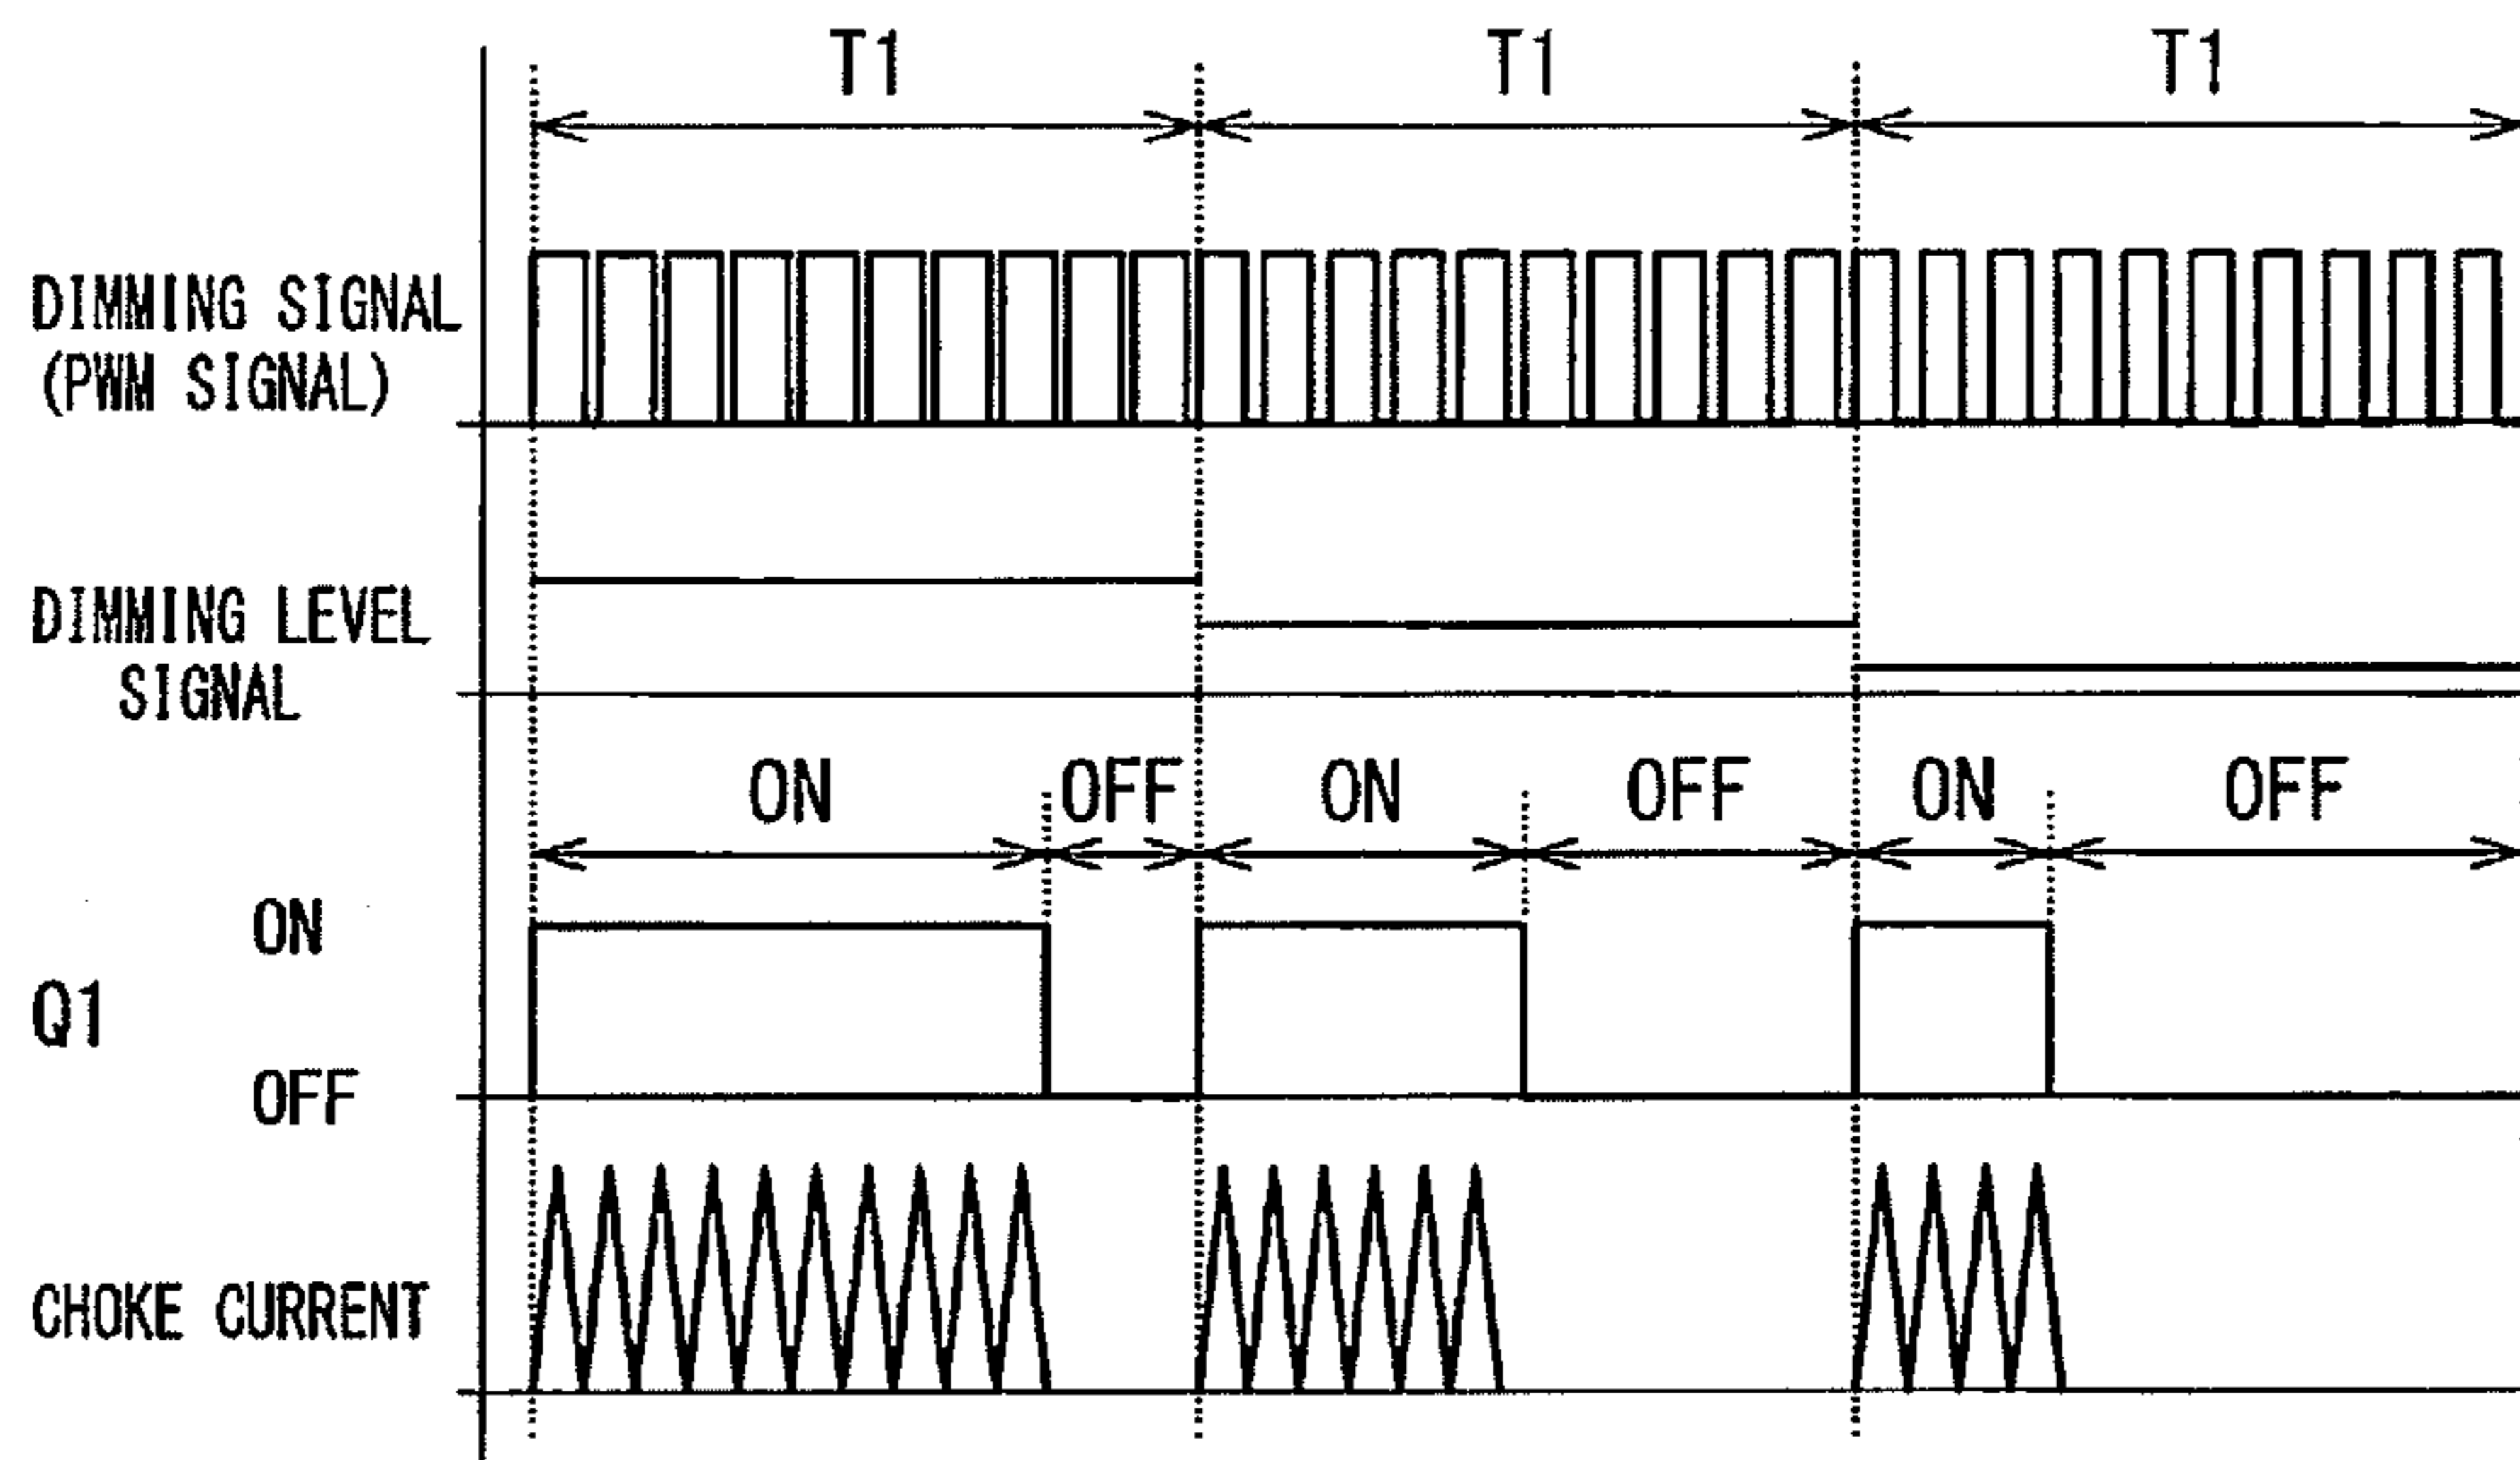 T1 T1 T1
DIMMING SIGNAL
(PWM SIGNAL)
DIMMING LEVEL
SIGNAL
ON OFF ON OFF ON OFF
ON
Q1
OFF
CHOKE CURRENT